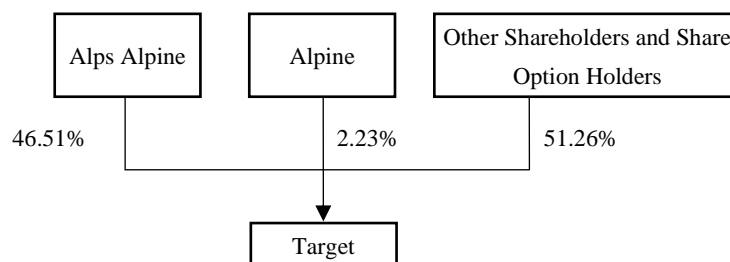 Alps Alpine
Alpine
Other Shareholders and Share
Option Holders
46.51%
2.23%
51.26%
Target